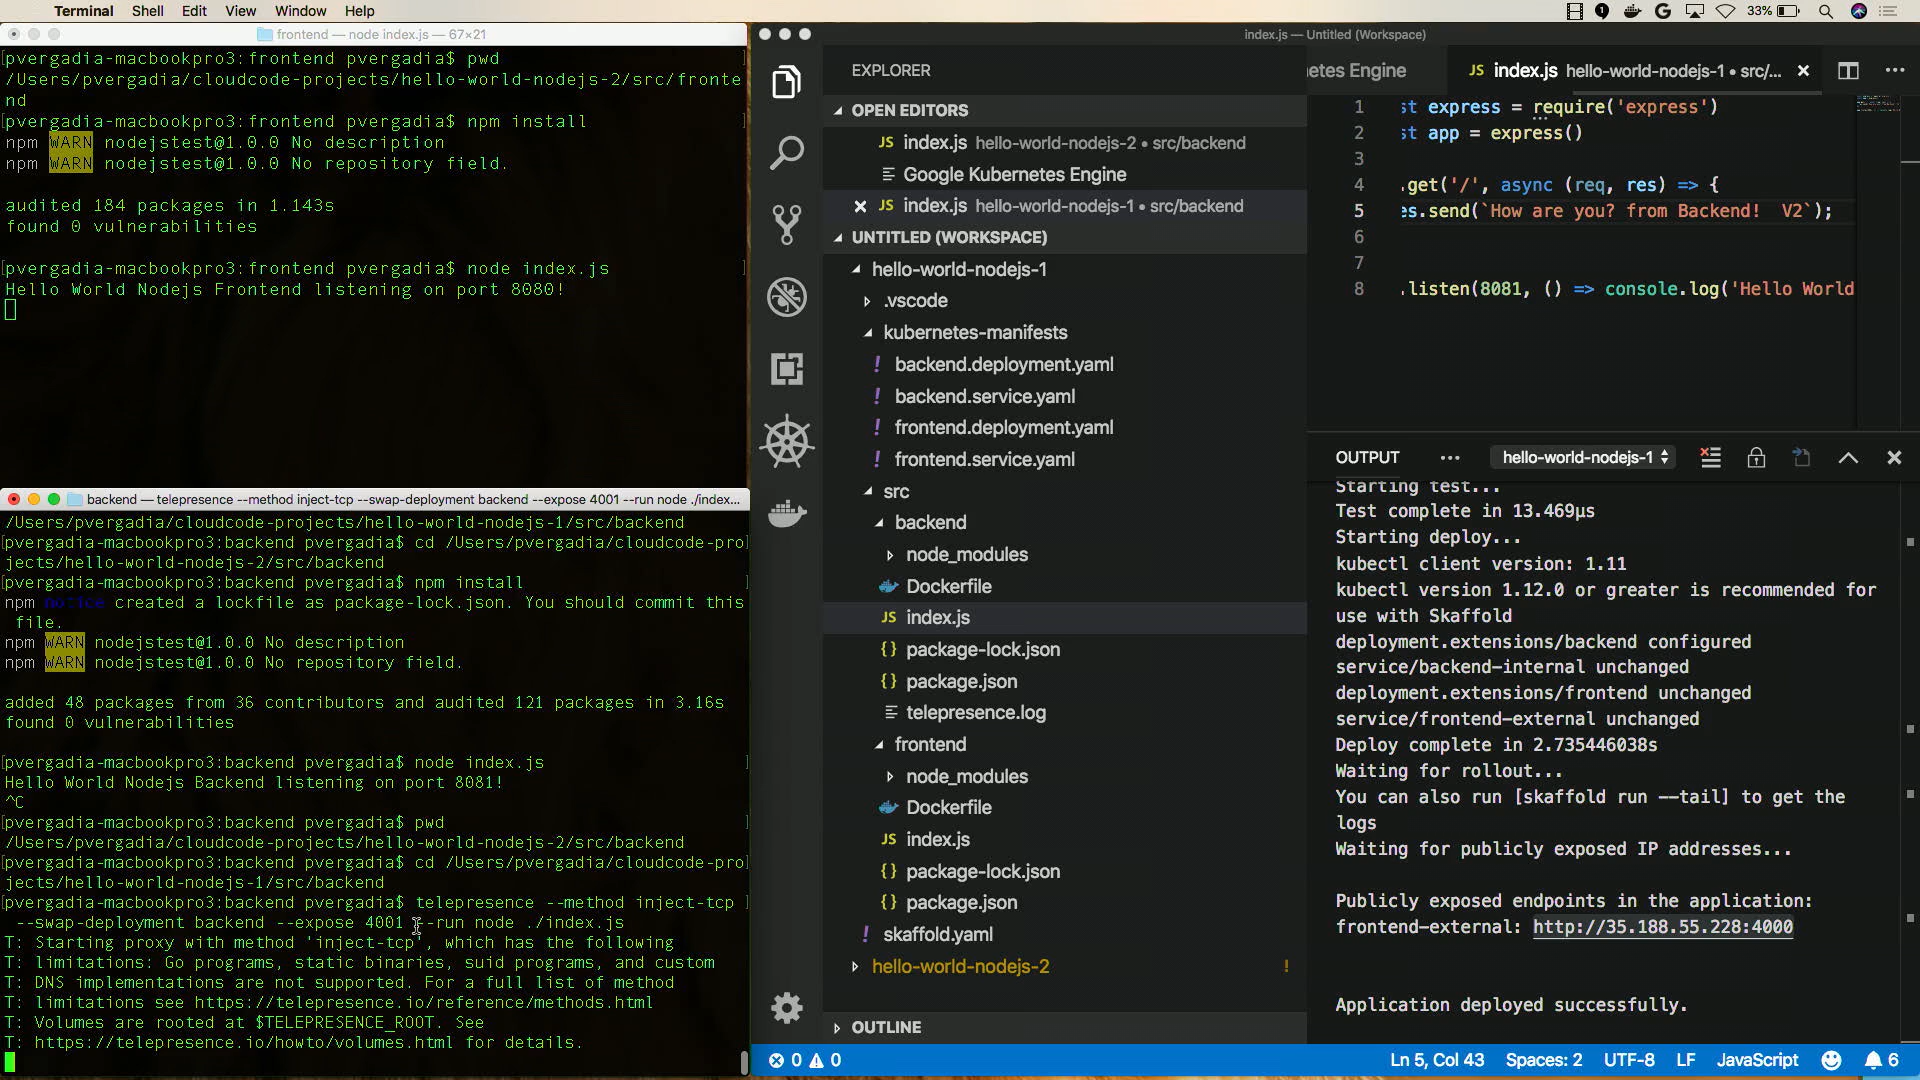 Terminal Shell Edit View Window Help 33%
frontend — node index.js — 67×21
[pvergadia-macbookpro3:frontend pvergadia$ pwd
/Users/pvergadia/cloudcode-projects/hello-world-nodejs-2/src/fronte
nd
[pvergadia-macbookpro3:frontend pvergadia$ npm install ]
npm WARN nodejstest@1.0.0 No description
npm WARN nodejstest@1.0.0 No repository field.
audited 184 packages in 1.143s
found 0 vulnerabilities
[pvergadia-macbookpro3:frontend pvergadia$ node index.js ]
Hello World Nodejs Frontend listening on port 8080!
backend — telepresence --method inject-tcp --swap-deployment backend --expose 4001 --run node ./index...
/Users/pvergadia/cloudcode-projects/hello-world-nodejs-1/src/backend
[pvergadia-macbookpro3:backend pvergadia$ cd /Users/pvergadia/cloudcode-pro]
jects/hello-world-nodejs-2/src/backend
[pvergadia-macbookpro3:backend pvergadia$ npm install ]
npm notice created a lockfile as package-lock.json. You should commit this
file.
npm WARN nodejstest@1.0.0 No description
npm WARN nodejstest@1.0.0 No repository field.
added 48 packages from 36 contributors and audited 121 packages in 3.16s
found 0 vulnerabilities
[pvergadia-macbookpro3:backend pvergadia$ node index.js ]
Hello World Nodejs Backend listening on port 8081!
^C
[pvergadia-macbookpro3:backend pvergadia$ pwd ]
/Users/pvergadia/cloudcode-projects/hello-world-nodejs-2/src/backend
[pvergadia-macbookpro3:backend pvergadia$ cd /Users/pvergadia/cloudcode-pro]
jects/hello-world-nodejs-1/src/backend
[pvergadia-macbookpro3:backend pvergadia$ telepresence --method inject-tcp ]
--swap-deployment backend --expose 4001 --run node ./index.js
T: Starting proxy with method 'inject-tcp', which has the following
T: limitations: Go programs, static binaries, suid programs, and custom
T: DNS implementations are not supported. For a full list of method
T: limitations see https://telepresence.io/reference/methods.html
T: Volumes are rooted at $TELEPRESENCE_ROOT. See
T: https://telepresence.io/howto/volumes.html for details.
index.js — Untitled (Workspace)
EXPLORER
OPEN EDITORS
JS index.js hello-world-nodejs-2 • src/backend
Google Kubernetes Engine
JS index.js hello-world-nodejs-1 • src/backend
UNTITLED (WORKSPACE)
hello-world-nodejs-1
.vscode
kubernetes-manifests
! backend.deployment.yaml
! backend.service.yaml
! frontend.deployment.yaml
! frontend.service.yaml
src
backend
node_modules
Dockerfile
JS index.js
{} package-lock.json
{} package.json
telepresence.log
frontend
node_modules
Dockerfile
JS index.js
{} package-lock.json
{} package.json
! skaffold.yaml
hello-world-nodejs-2 !
OUTLINE
etes Engine JS index.js hello-world-nodejs-1 • src/...
1 st express = require('express')
2 st app = express()
3
4 .get('/', async (req, res) => {
5 es.send(`How are you? from Backend! V2`);
6
7
8 .listen(8081, () => console.log('Hello World
OUTPUT ... hello-world-nodejs-1
Starting test...
Test complete in 13.469µs
Starting deploy...
kubectl client version: 1.11
kubectl version 1.12.0 or greater is recommended for
use with Skaffold
deployment.extensions/backend configured
service/backend-internal unchanged
deployment.extensions/frontend unchanged
service/frontend-external unchanged
Deploy complete in 2.735446038s
Waiting for rollout...
You can also run [skaffold run --tail] to get the
logs
Waiting for publicly exposed IP addresses...
Publicly exposed endpoints in the application:
frontend-external: http://35.188.55.228:4000
Application deployed successfully.
0 0 Ln 5, Col 43 Spaces: 2 UTF-8 LF JavaScript 6